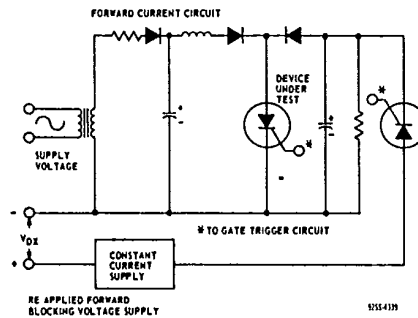 FORWARD CURRENT CIRCUIT
DEVICE
UNDER
TEST
*
*
SUPPLY
VOLTAGE
* TO GATE TRIGGER CIRCUIT
VDX
CONSTANT
CURRENT
SUPPLY
RE APPLIED FORWARD
BLOCKING VOLTAGE SUPPLY
92SS-4339